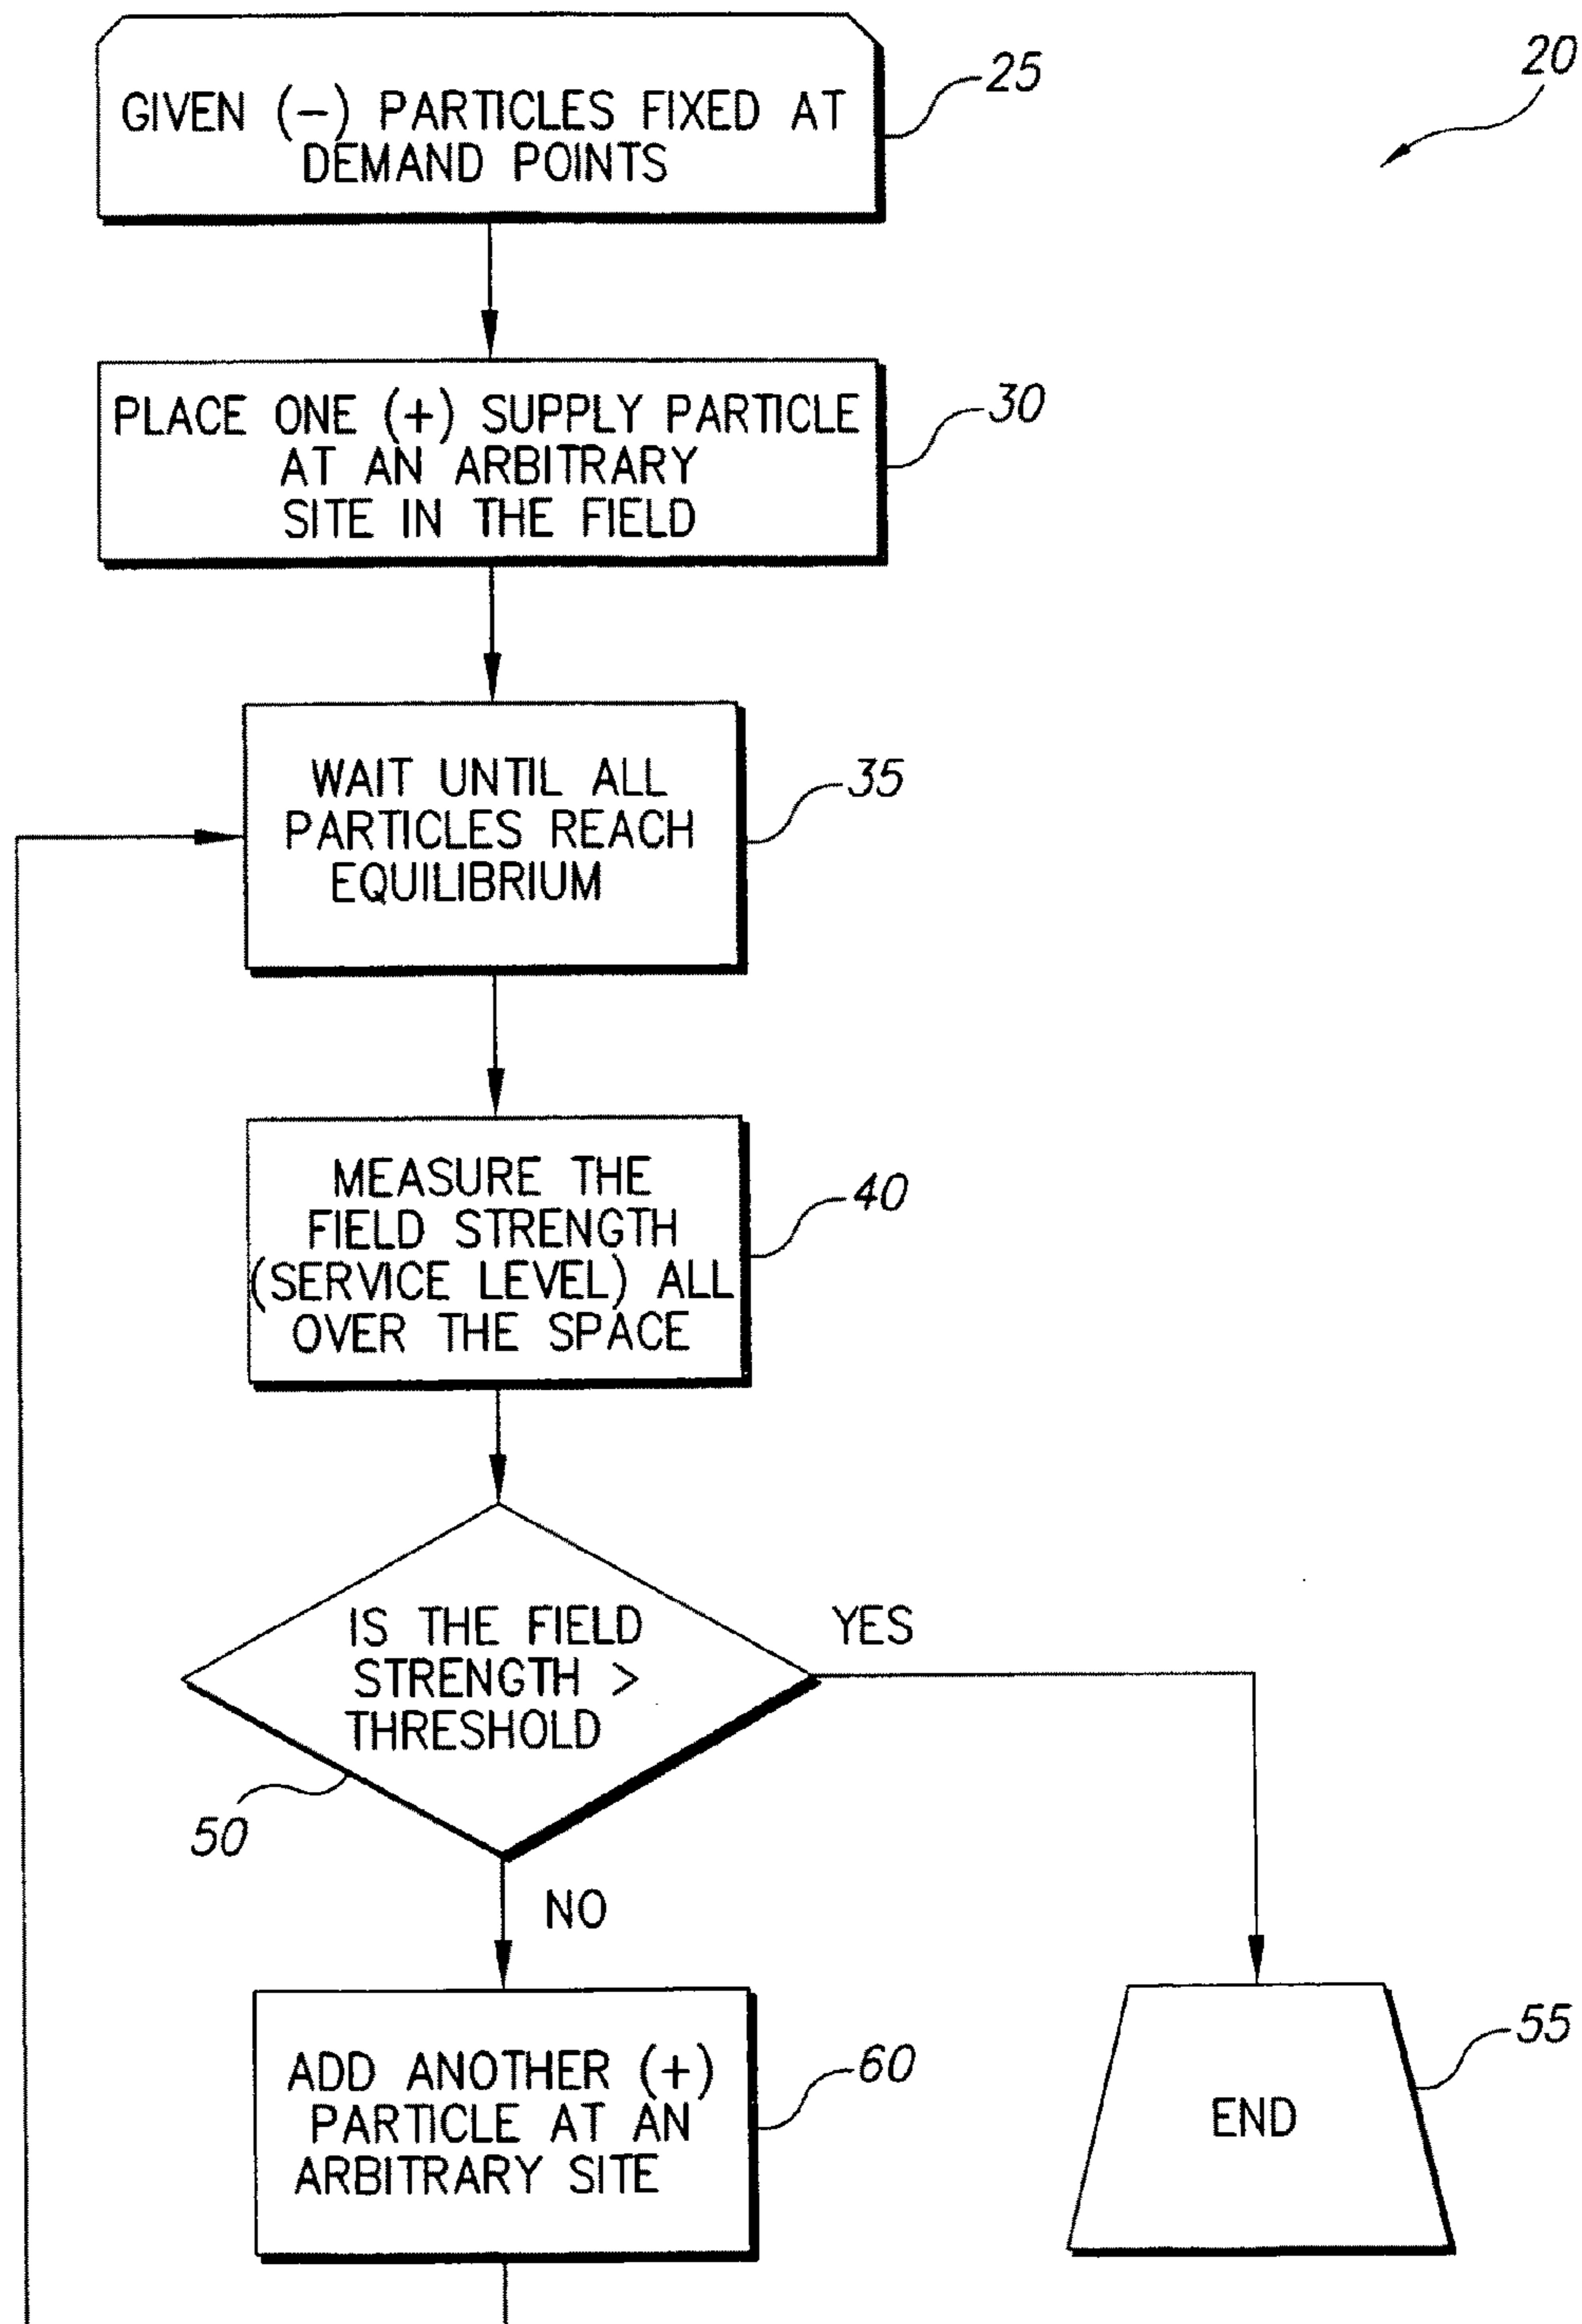 20
GIVEN (-) PARTICLES FIXED AT
DEMAND POINTS
25
PLACE ONE (+) SUPPLY PARTICLE
AT AN ARBITRARY
SITE IN THE FIELD
30
WAIT UNTIL ALL
PARTICLES REACH
EQUILIBRIUM
35
MEASURE THE
FIELD STRENGTH
(SERVICE LEVEL) ALL
OVER THE SPACE
40
IS THE FIELD
STRENGTH >
THRESHOLD
YES
50
NO
ADD ANOTHER (+)
PARTICLE AT AN
ARBITRARY SITE
60
END
55